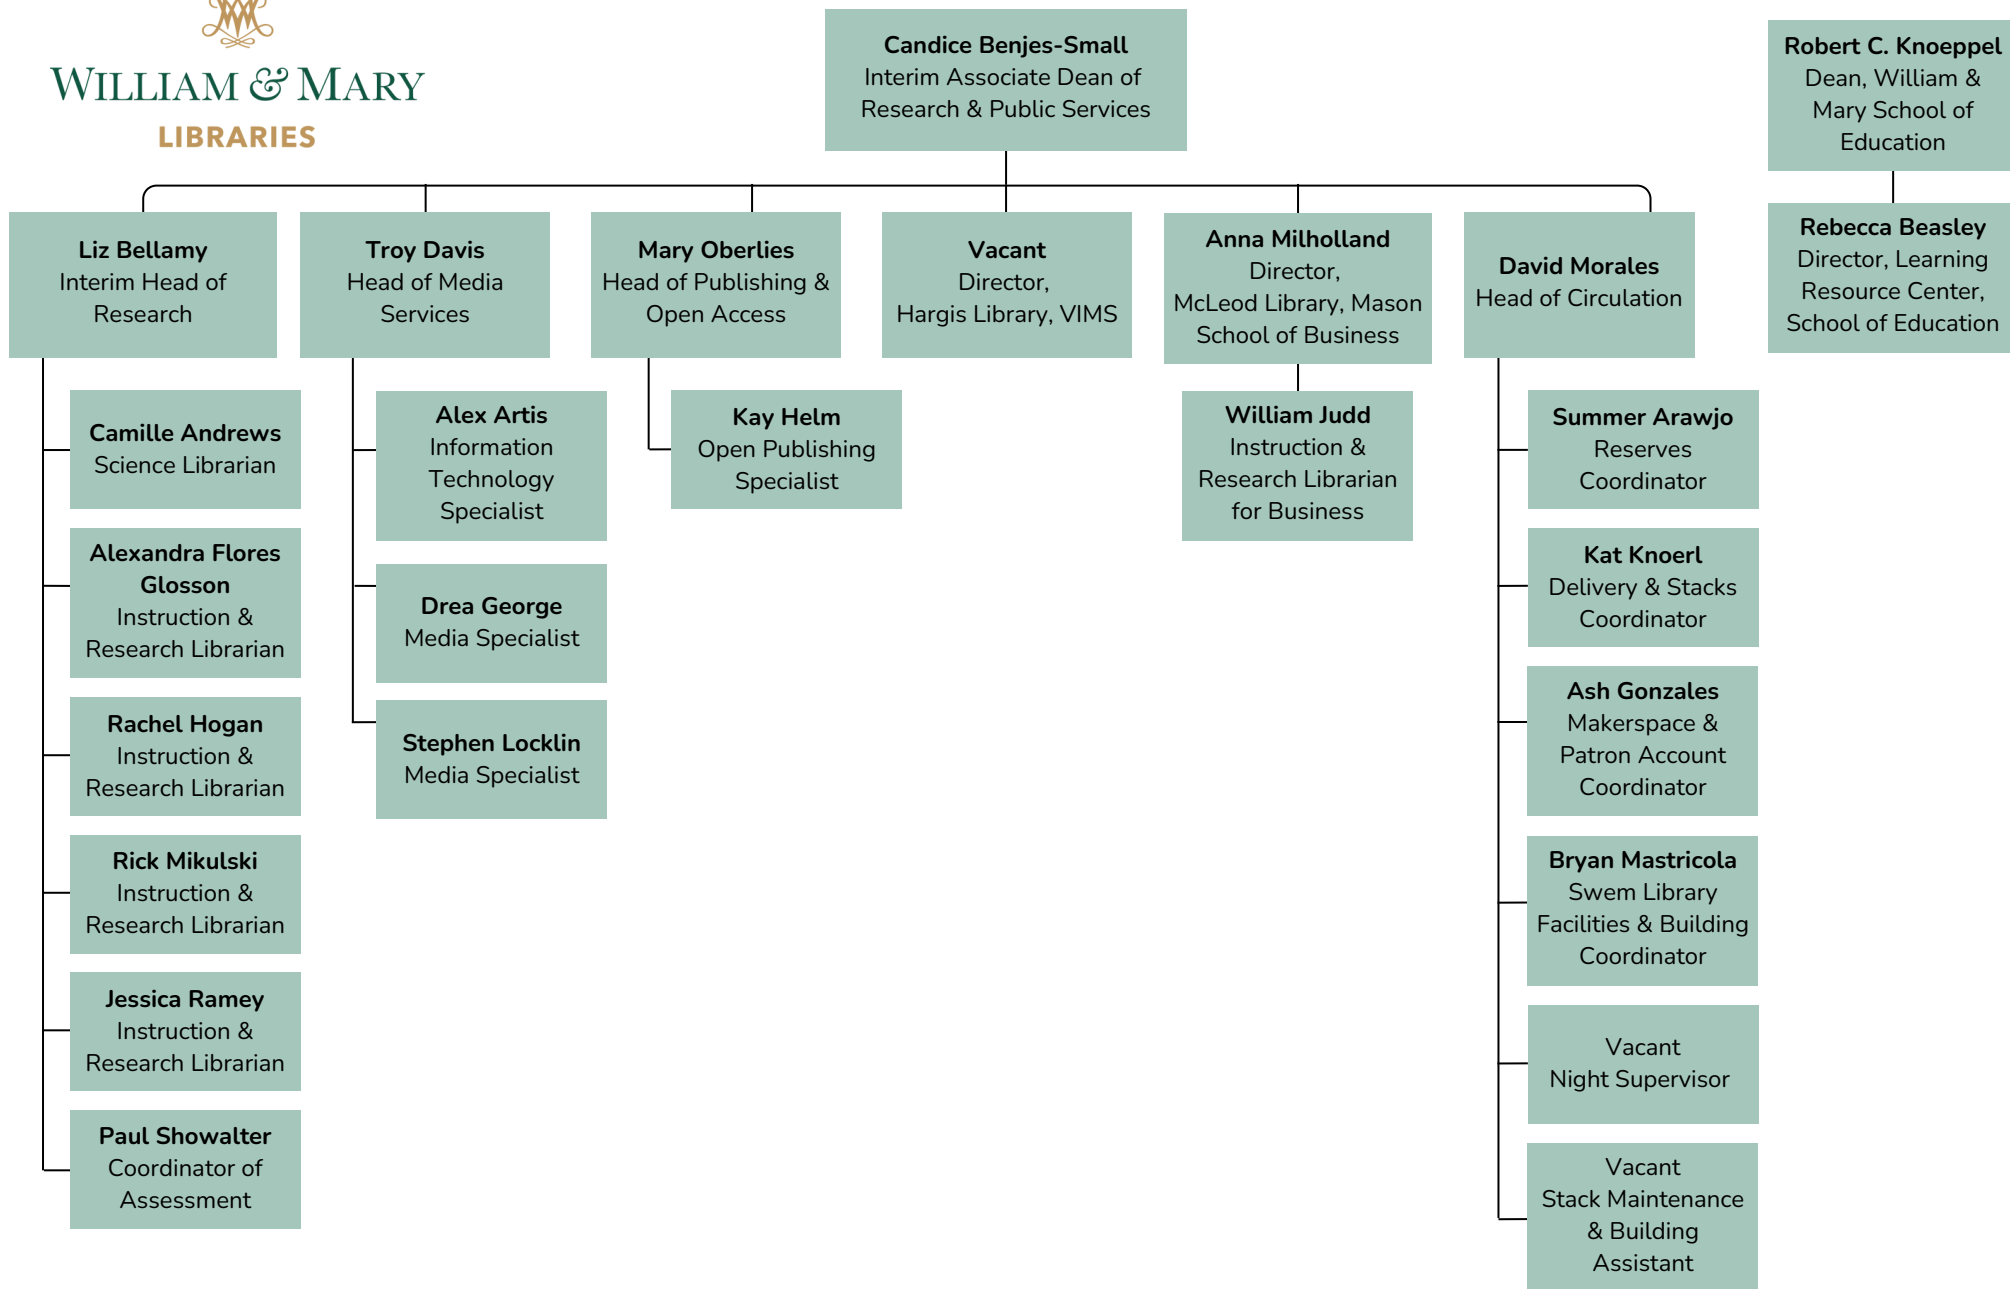 WILLIAM & MARY
LIBRARIES
Candice Benjes-Small
Interim Associate Dean of
Research & Public Services
Robert C. Knoeppel
Dean, William &
Mary School of
Education
Rebecca Beasley
Director, Learning
Resource Center,
School of Education
Liz Bellamy
Interim Head of
Research
Troy Davis
Head of Media
Services
Mary Oberlies
Head of Publishing &
Open Access
Vacant
Director,
Hargis Library, VIMS
Anna Milholland
Director,
McLeod Library, Mason
School of Business
David Morales
Head of Circulation
Camille Andrews
Science Librarian
Alexandra Flores
Glosson
Instruction &
Research Librarian
Rachel Hogan
Instruction &
Research Librarian
Rick Mikulski
Instruction &
Research Librarian
Jessica Ramey
Instruction &
Research Librarian
Paul Showalter
Coordinator of
Assessment
Alex Artis
Information
Technology
Specialist
Drea George
Media Specialist
Stephen Locklin
Media Specialist
Kay Helm
Open Publishing
Specialist
William Judd
Instruction &
Research Librarian
for Business
Summer Arawjo
Reserves
Coordinator
Kat Knoerl
Delivery & Stacks
Coordinator
Ash Gonzales
Makerspace &
Patron Account
Coordinator
Bryan Mastricola
Swem Library
Facilities & Building
Coordinator
Vacant
Night Supervisor
Vacant
Stack Maintenance
& Building
Assistant